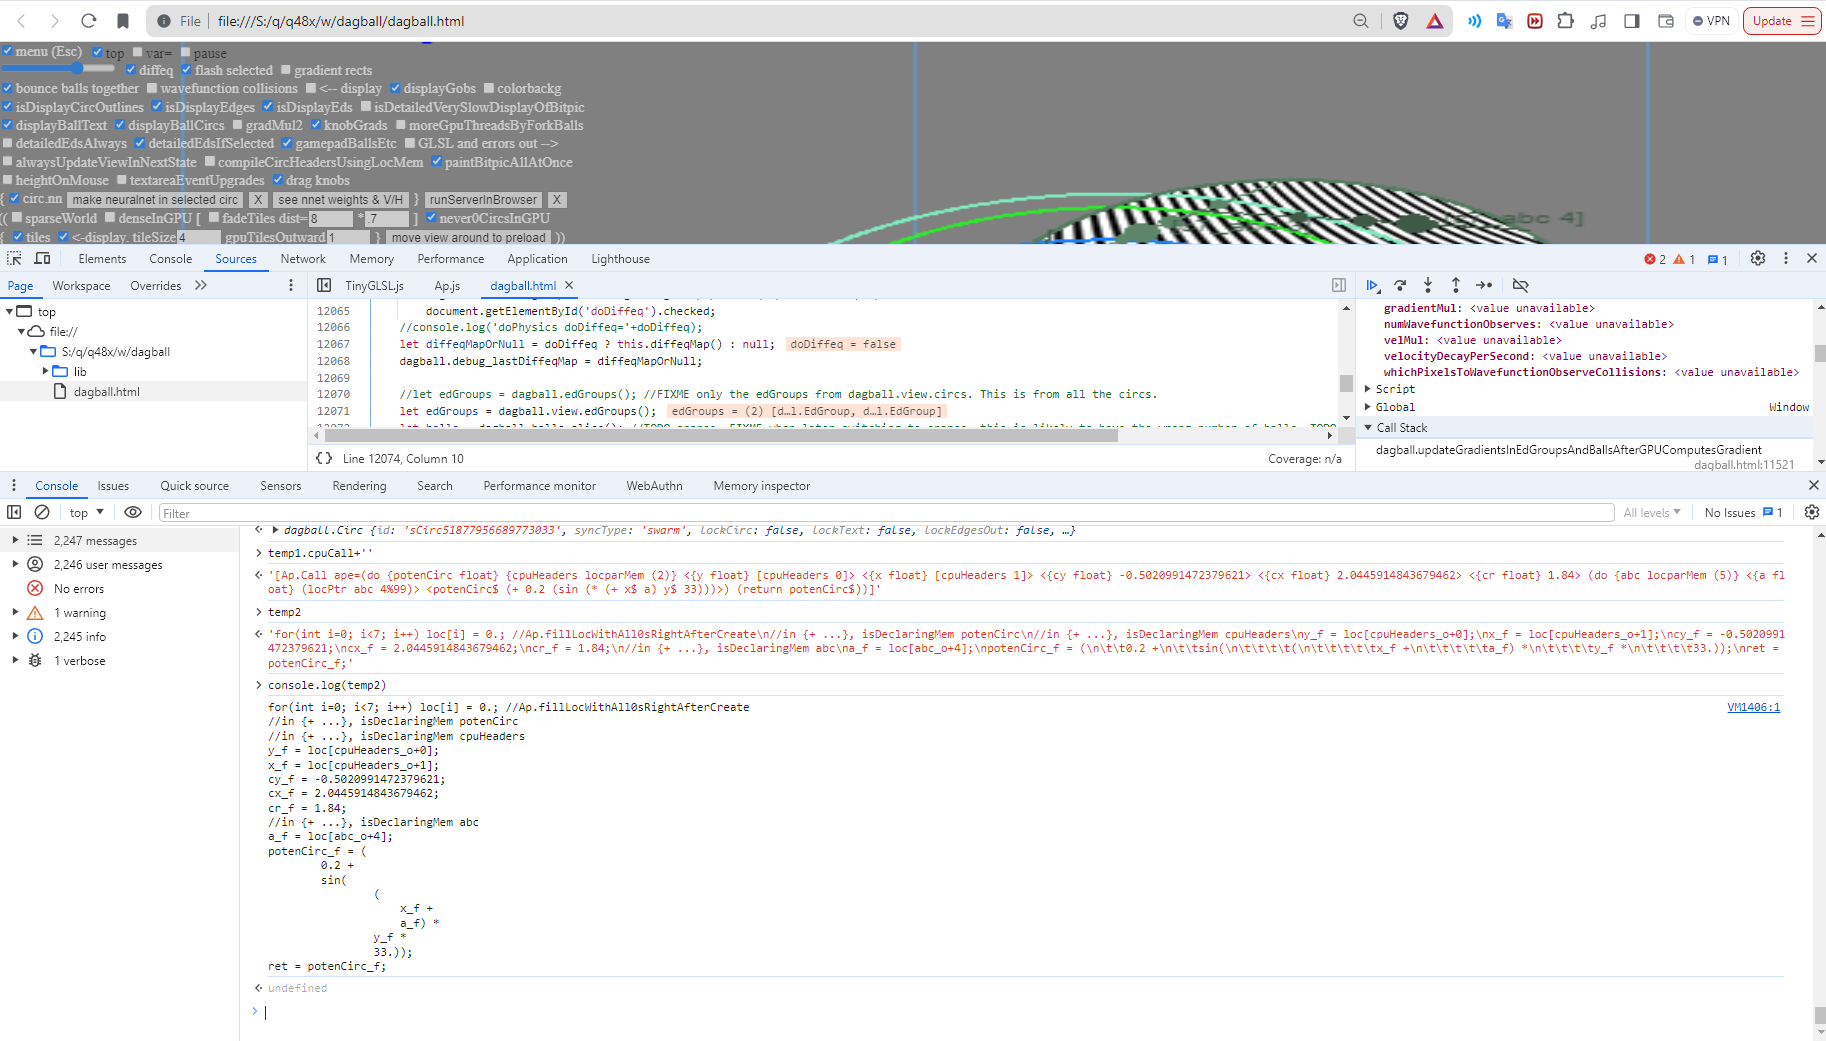 File file:///S:/q/q48x/w/dagball/dagball.html VPN Update
menu (Esc) top var= pause
diffeq flash selected gradient rects
bounce balls together wavefunction collisions <-- display displayGobs colorbackg
isDisplayCircOutlines isDisplayEdges isDisplayEds isDetailedVerySlowDisplayOfBitpic
displayBallText displayBallCircs gradMul2 knobGrads moreGpuThreadsByForkBalls
detailedEdsAlways detailedEdsIfSelected gamepadBallsEtc GLSL and errors out -->
alwaysUpdateViewInNextState compileCircHeadersUsingLocMem paintBitpicAllAtOnce
heightOnMouse textareaEventUpgrades drag knobs
{ circ.nn make neuralnet in selected circ X see nnet weights & V/H } runServerInBrowser X
(( sparseWorld denseInGPU [ fadeTiles dist= 8 * .7 ] never0CircsInGPU
{ tiles <-display. tileSize 4 gpuTilesOutward 1 } move view around to preload ))
abc 4]
Elements Console Sources Network Memory Performance Application Lighthouse 2 1 1
Page Workspace Overrides TinyGLSL.js Ap.js dagball.html
top
file://
S:/q/q48x/w/dagball
lib
dagball.html
12065 document.getElementById('doDiffeq').checked;
12066 //console.log('doPhysics doDiffeq='+doDiffeq);
12067 let diffeqMapOrNull = doDiffeq ? this.diffeqMap() : null; doDiffeq = false
12068 dagball.debug_lastDiffeqMap = diffeqMapOrNull;
12069
12070 //let edGroups = dagball.edGroups(); //FIXME only the edGroups from dagball.view.circs. This is from all the circs.
12071 let edGroups = dagball.view.edGroups(); edGroups = (2) [d…l.EdGroup, d…l.EdGroup]
{} Line 12074, Column 10 Coverage: n/a
gradientMul: <value unavailable>
numWavefunctionObserves: <value unavailable>
velMul: <value unavailable>
velocityDecayPerSecond: <value unavailable>
whichPixelsToWavefunctionObserveCollisions: <value unavailable>
Script
Global Window
Call Stack
dagball.updateGradientsInEdGroupsAndBallsAfterGPUComputesGradient
dagball.html:11521
Console Issues Quick source Sensors Rendering Search Performance monitor WebAuthn Memory inspector
top Filter All levels No Issues 1
2,247 messages
2,246 user messages
No errors
1 warning
2,245 info
1 verbose
dagball.Circ {id: 'sCirc51877956689773033', syncType: 'swarm', lockCirc: false, lockText: false, lockEdgesOut: false, …}
temp1.cpuCall+''
'[Ap.Call ape=(do {potenCirc float} {cpuHeaders locparMem (2)} <{y float} [cpuHeaders 0]> <{x float} [cpuHeaders 1]> <{cy float} -0.5020991472379621> <{cx float} 2.0445914843679462> <{cr float} 1.84> (do {abc locparMem (5)} <{a fl
oat} (locPtr abc 4%99)> <potenCirc$ (+ 0.2 (sin (* (+ x$ a) y$ 33)))>) (return potenCirc$))]'
temp2
'for(int i=0; i<7; i++) loc[i] = 0.; //Ap.fillLocWithAll0sRightAfterCreate\n//in {+ ...}, isDeclaringMem potenCirc\n//in {+ ...}, isDeclaringMem cpuHeaders\ny_f = loc[cpuHeaders_o+0];\nx_f = loc[cpuHeaders_o+1];\ncy_f = -0.5020991
472379621;\ncx_f = 2.0445914843679462;\ncr_f = 1.84;\n//in {+ ...}, isDeclaringMem abc\na_f = loc[abc_o+4];\npotenCirc_f = (\n\t\t0.2 +\n\t\tsin(\n\t\t\t\t(\n\t\t\t\t\tx_f +\n\t\t\t\t\ta_f) *\n\t\t\t\ty_f *\n\t\t\t\t33.));\nret =
potenCirc_f;'
console.log(temp2)
for(int i=0; i<7; i++) loc[i] = 0.; //Ap.fillLocWithAll0sRightAfterCreate VM1406:1
//in {+ ...}, isDeclaringMem potenCirc
//in {+ ...}, isDeclaringMem cpuHeaders
y_f = loc[cpuHeaders_o+0];
x_f = loc[cpuHeaders_o+1];
cy_f = -0.5020991472379621;
cx_f = 2.0445914843679462;
cr_f = 1.84;
//in {+ ...}, isDeclaringMem abc
a_f = loc[abc_o+4];
potenCirc_f = (
0.2 +
sin(
(
x_f +
a_f) *
y_f *
33.));
ret = potenCirc_f;
undefined